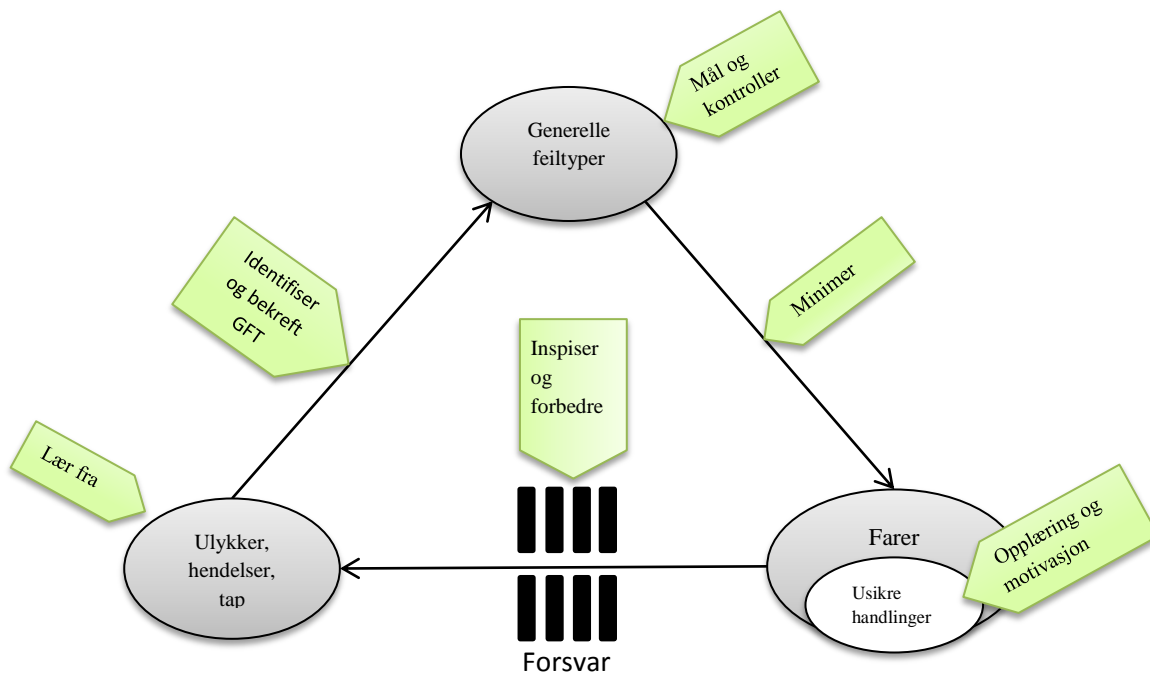 Mål og
kontroller
Generelle
feiltyper
Identifiser
og bekreft
GFT
Minimer
Inspiser
og
forbedre
Lær fra
Ulykker,
hendelser,
tap
Farer
Usikre
handlinger
Opplæring og
motivasjon
Forsvar